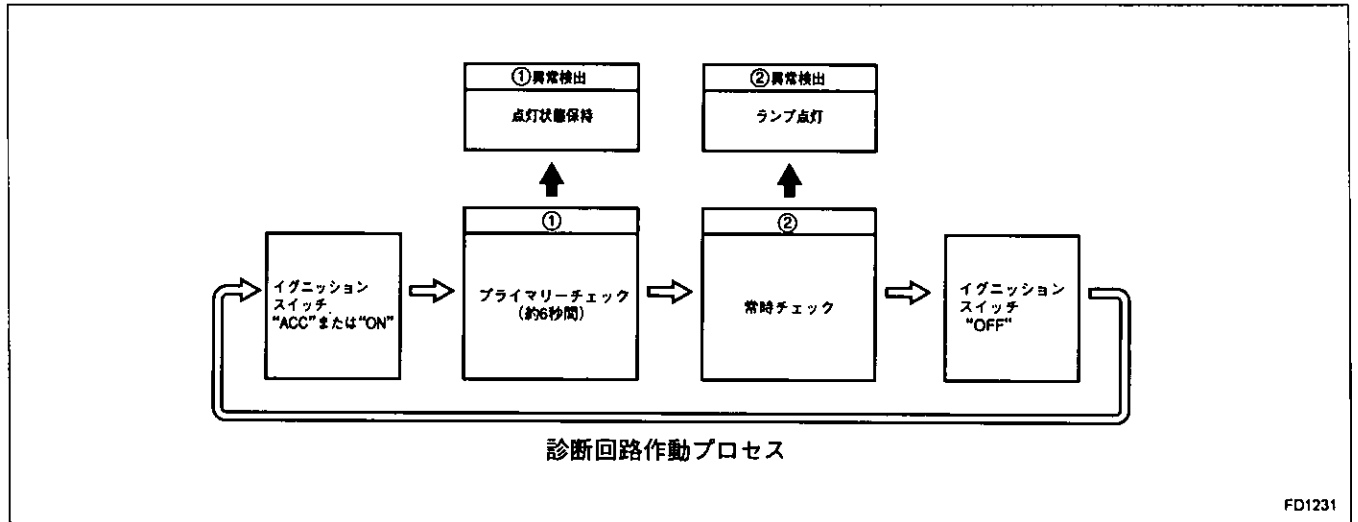 ①異常検出
点灯状態保持
②異常検出
ランプ点灯
イグニッション
スイッチ
“ACC”または“ON”
①
プライマリーチェック
(約6秒間)
②
常時チェック
イグニッション
スイッチ
“OFF”
診断回路作動プロセス
FD1231